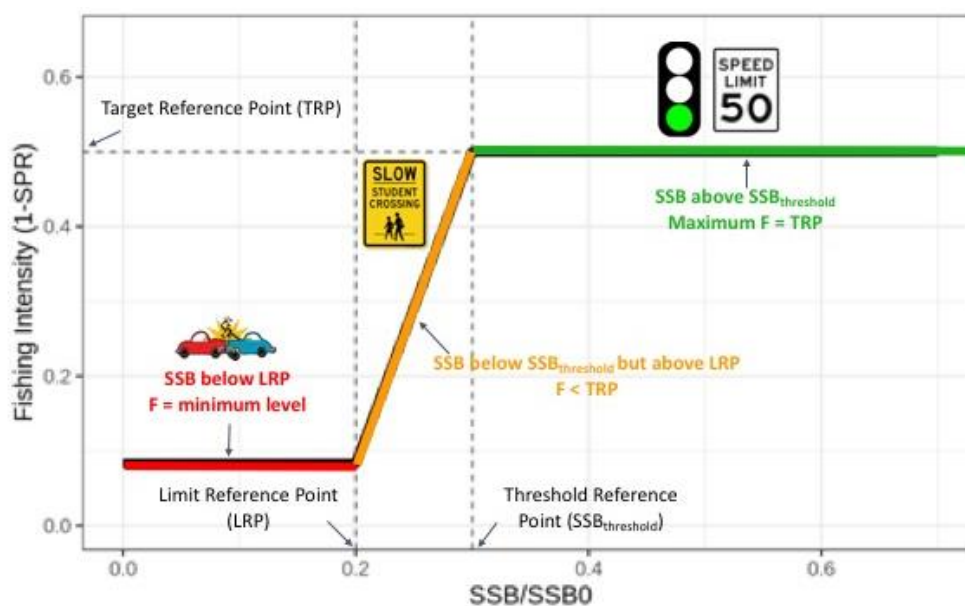 0.6
Target Reference Point (TRP)
SPEED
LIMIT
50
SLOW
STUDENT
CROSSING
SSB above SSBthreshold
Maximum F = TRP
0.4
Fishing Intensity (1-SPR)
SSB below SSBthreshold but above LRP
F < TRP
0.2
SSB below LRP
F = minimum level
Limit Reference Point
(LRP)
Threshold Reference
Point (SSBthreshold)
0.0
0.0
0.2
0.4
0.6
SSB/SSB0